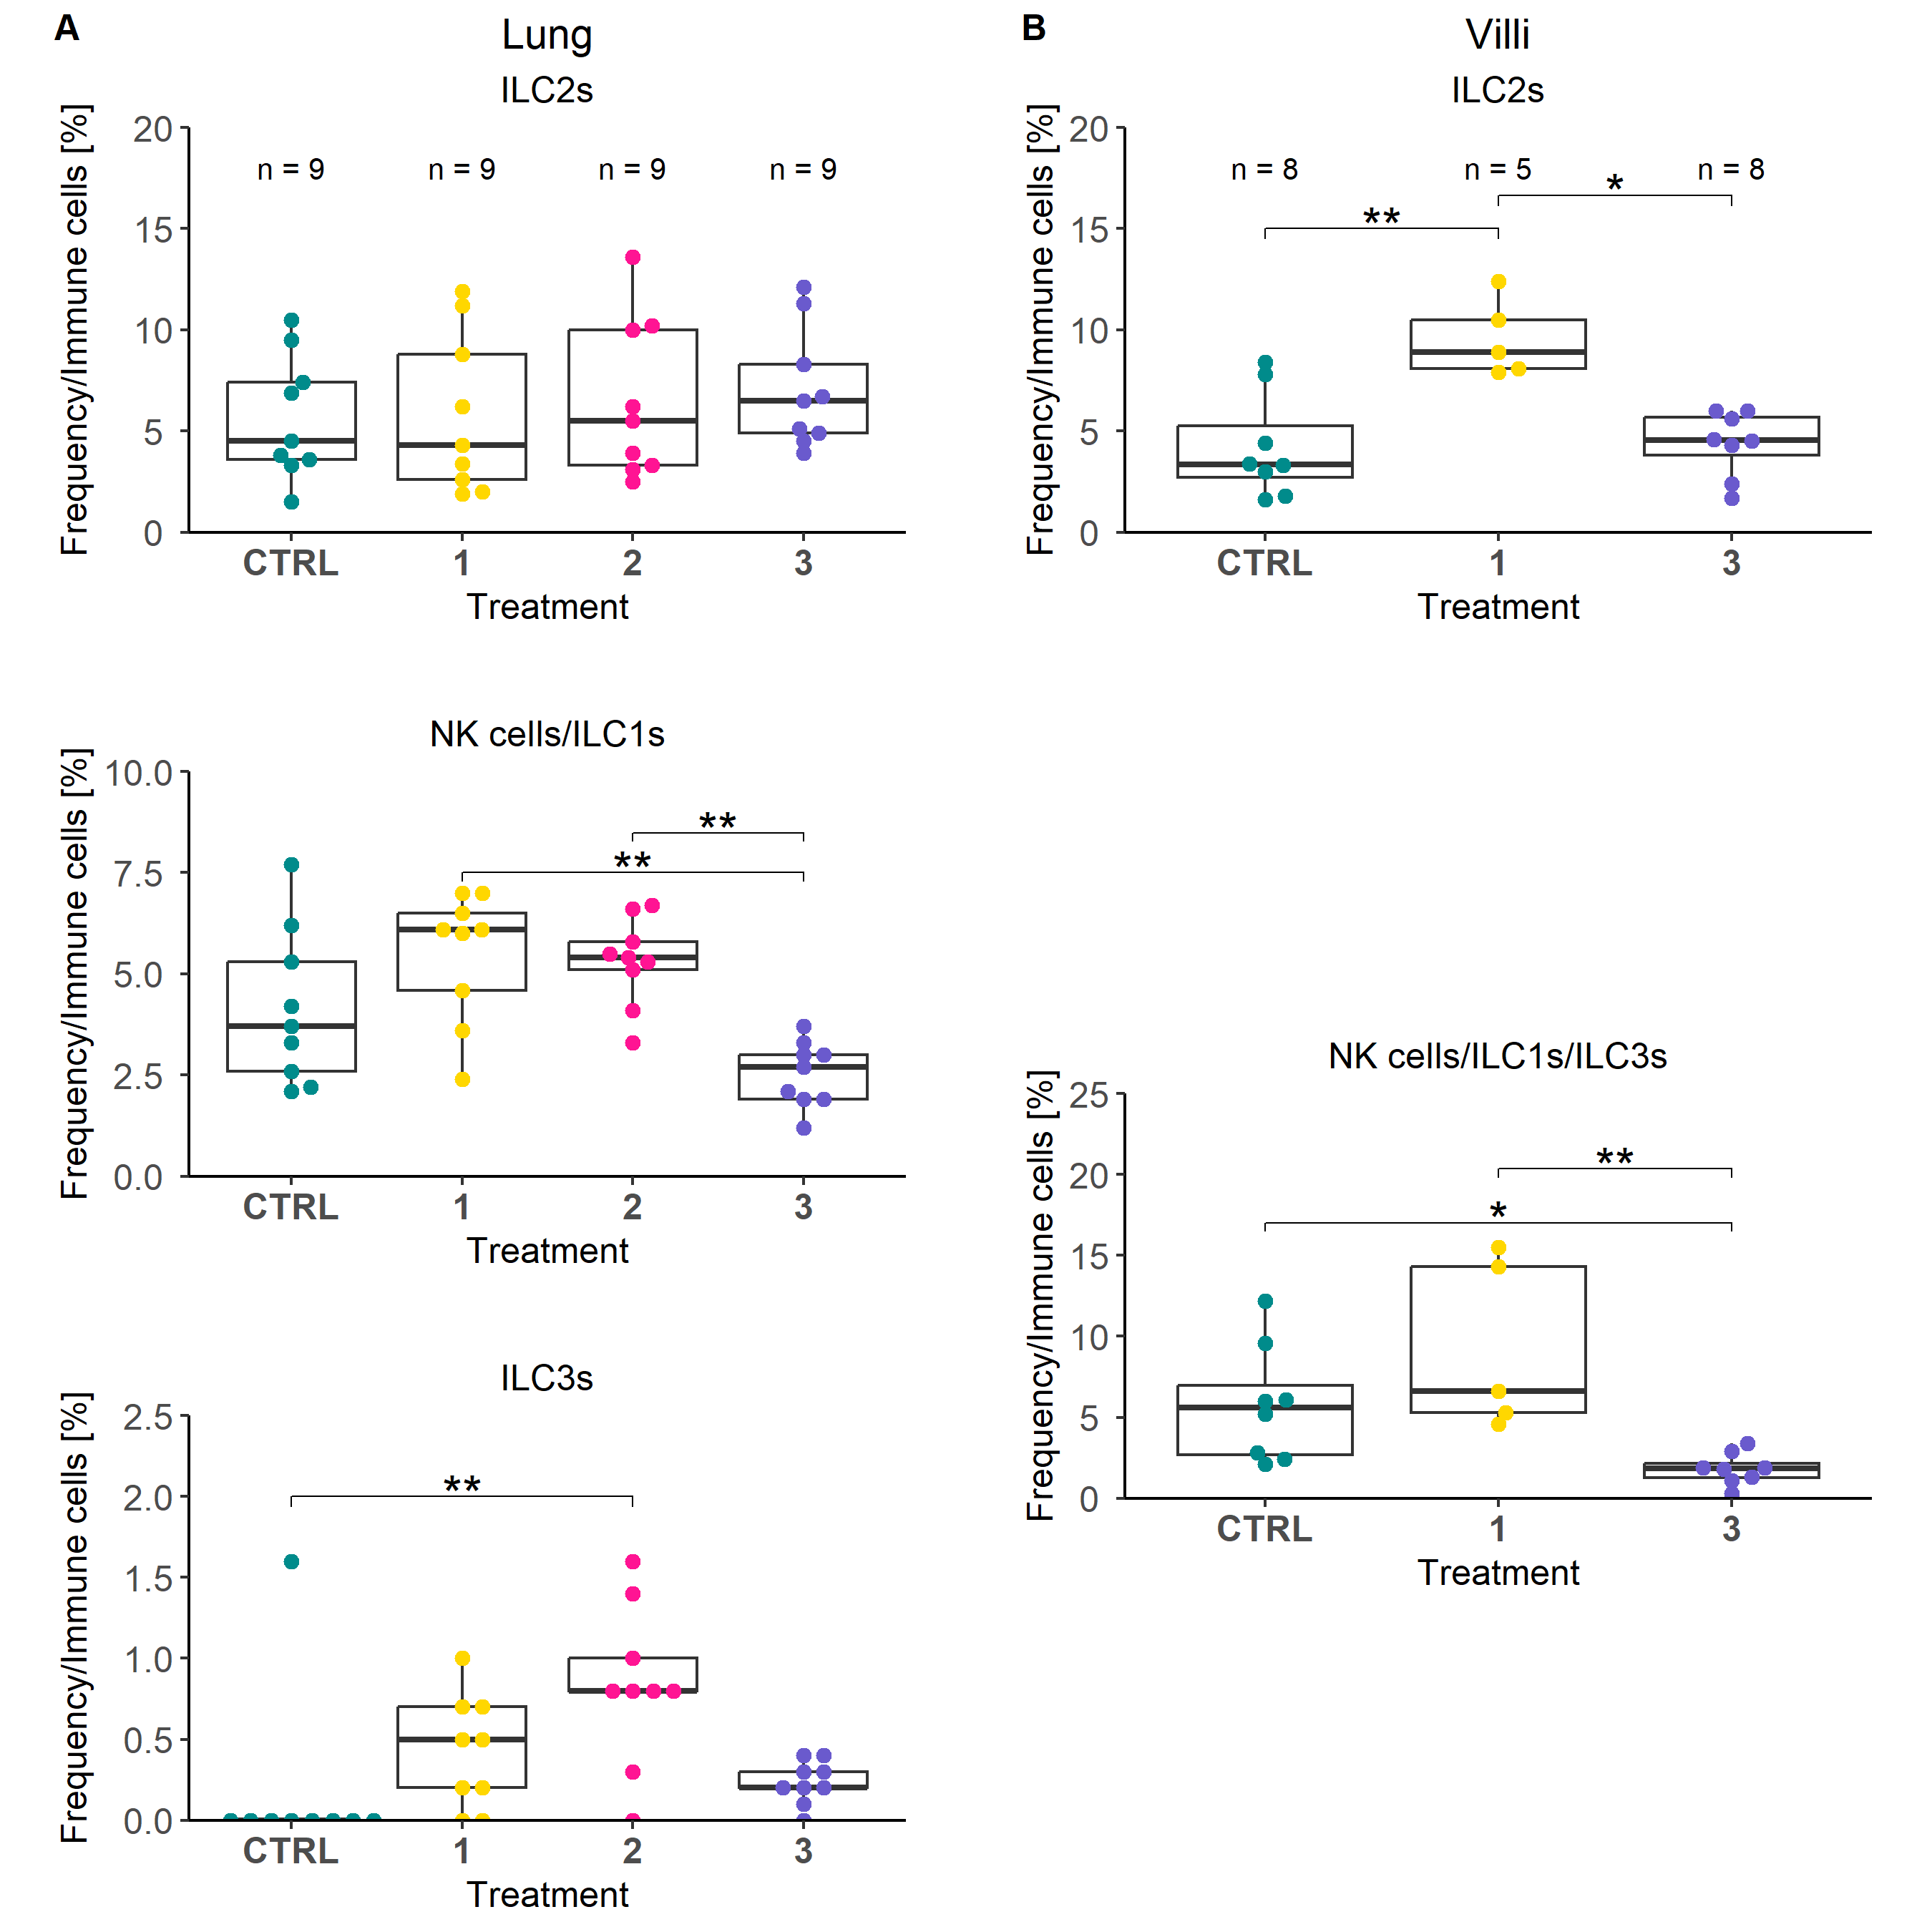 A
Lung
ILC2s
Frequency/Immune cells [%]
20
15
10
5
0
n = 9
n = 9
n = 9
n = 9
CTRL
1
2
3
Treatment
NK cells/ILC1s
Frequency/Immune cells [%]
10.0
7.5
5.0
2.5
0.0
**
**
CTRL
1
2
3
Treatment
ILC3s
Frequency/Immune cells [%]
2.5
2.0
1.5
1.0
0.5
0.0
**
CTRL
1
2
3
Treatment
B
Villi
ILC2s
Frequency/Immune cells [%]
20
15
10
5
0
n = 8
n = 5
n = 8
*
**
CTRL
1
3
Treatment
NK cells/ILC1s/ILC3s
Frequency/Immune cells [%]
25
20
15
10
5
0
**
*
CTRL
1
3
Treatment